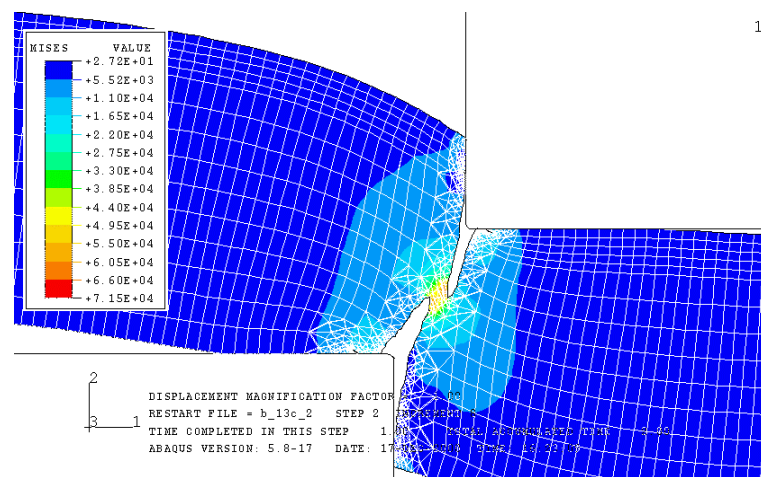 1
MISES VALUE
+2.72E+01
+5.52E+03
+1.10E+04
+1.65E+04
+2.20E+04
+2.75E+04
+3.30E+04
+3.85E+04
+4.40E+04
+4.95E+04
+5.50E+04
+6.05E+04
+6.60E+04
+7.15E+04
2
3 1
DISPLACEMENT MAGNIFICATION FACTOR
RESTART FILE = b_13c_2 STEP 2
TIME COMPLETED IN THIS STEP
ABAQUS VERSION: 5.8-17 DATE: